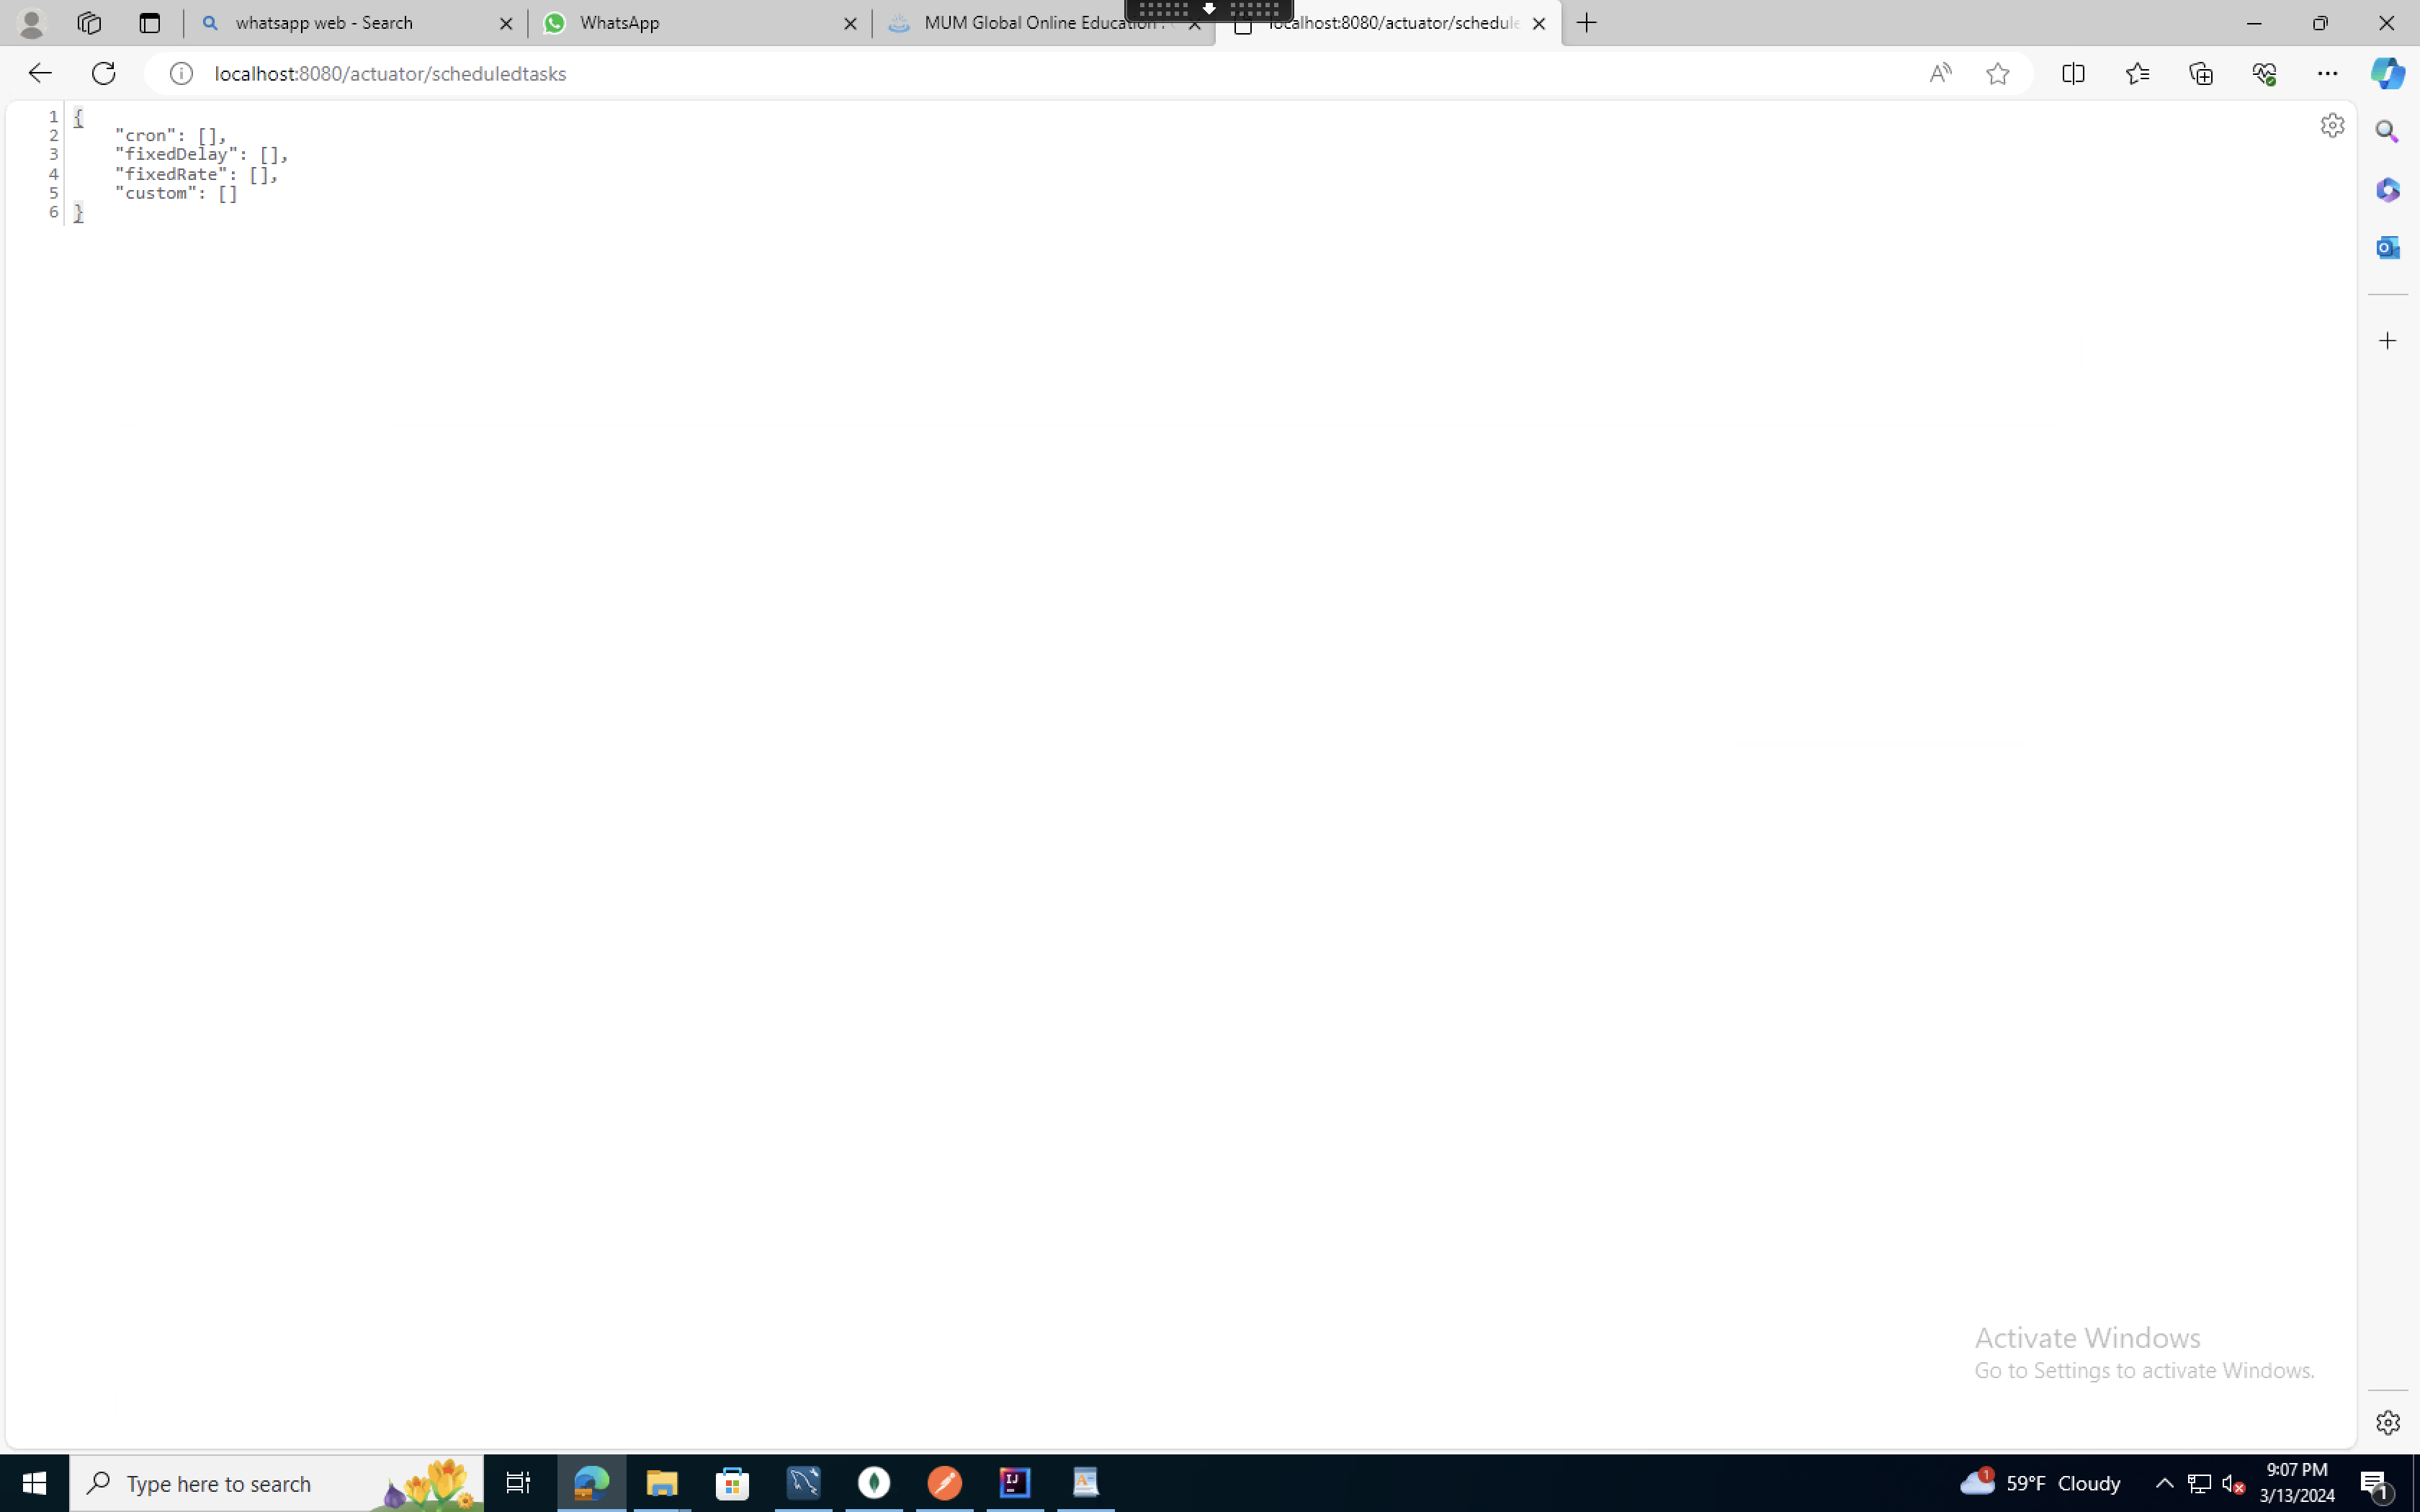 whatsapp web - Search
WhatsApp
MUM Global Online Education :
localhost:8080/actuator/schedule
localhost:8080/actuator/scheduledtasks
1 {
2 "cron": [],
3 "fixedDelay": [],
4 "fixedRate": [],
5 "custom": []
6 }
Activate Windows
Go to Settings to activate Windows.
Type here to search
1
59°F Cloudy
9:07 PM
3/13/2024
1